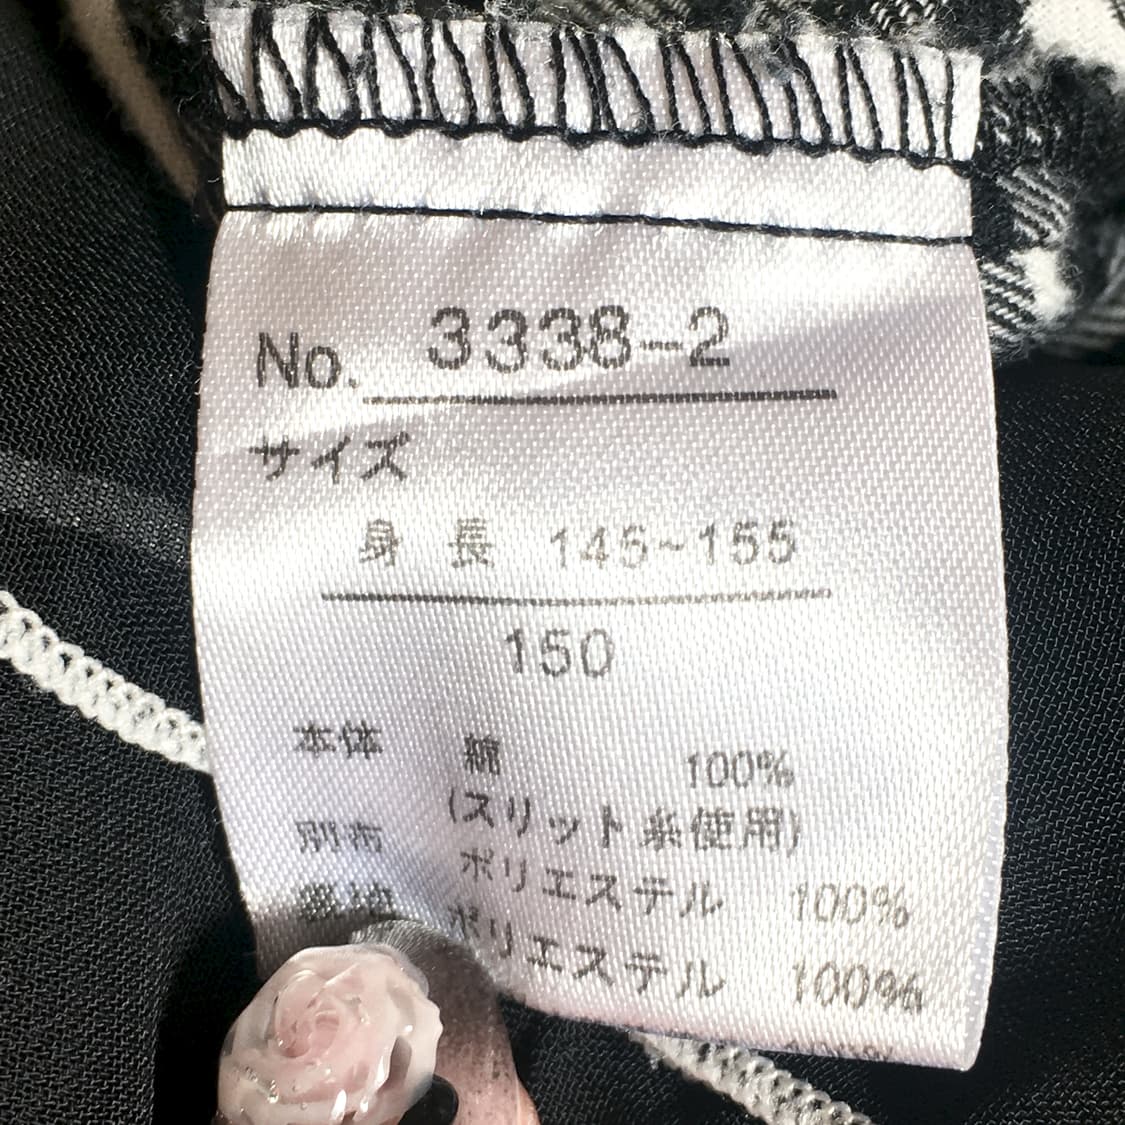 No. 3338-2
サイズ
身長 145~155
150
本体 綿 100%
(スリット糸使用)
別布 ポリエステル 100%
裏地 ポリエステル 100%